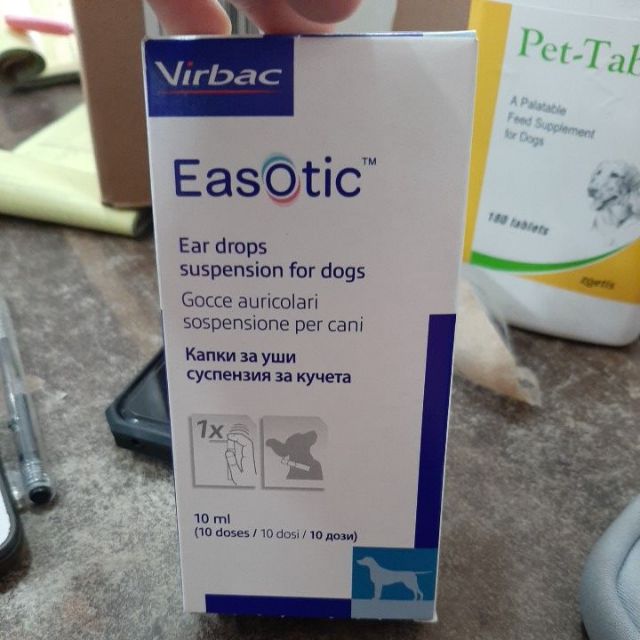 Virbac
EasOtic™
Ear drops
suspension for dogs
Gocce auricolari
sospensione per cani
Капки за уши
суспензия за кучета
1x
10 ml
(10 doses / 10 dosi / 10 дози)
Pet-Tab
A Palatable
Feed Supplement
for Dogs
180 tablets
zoetis